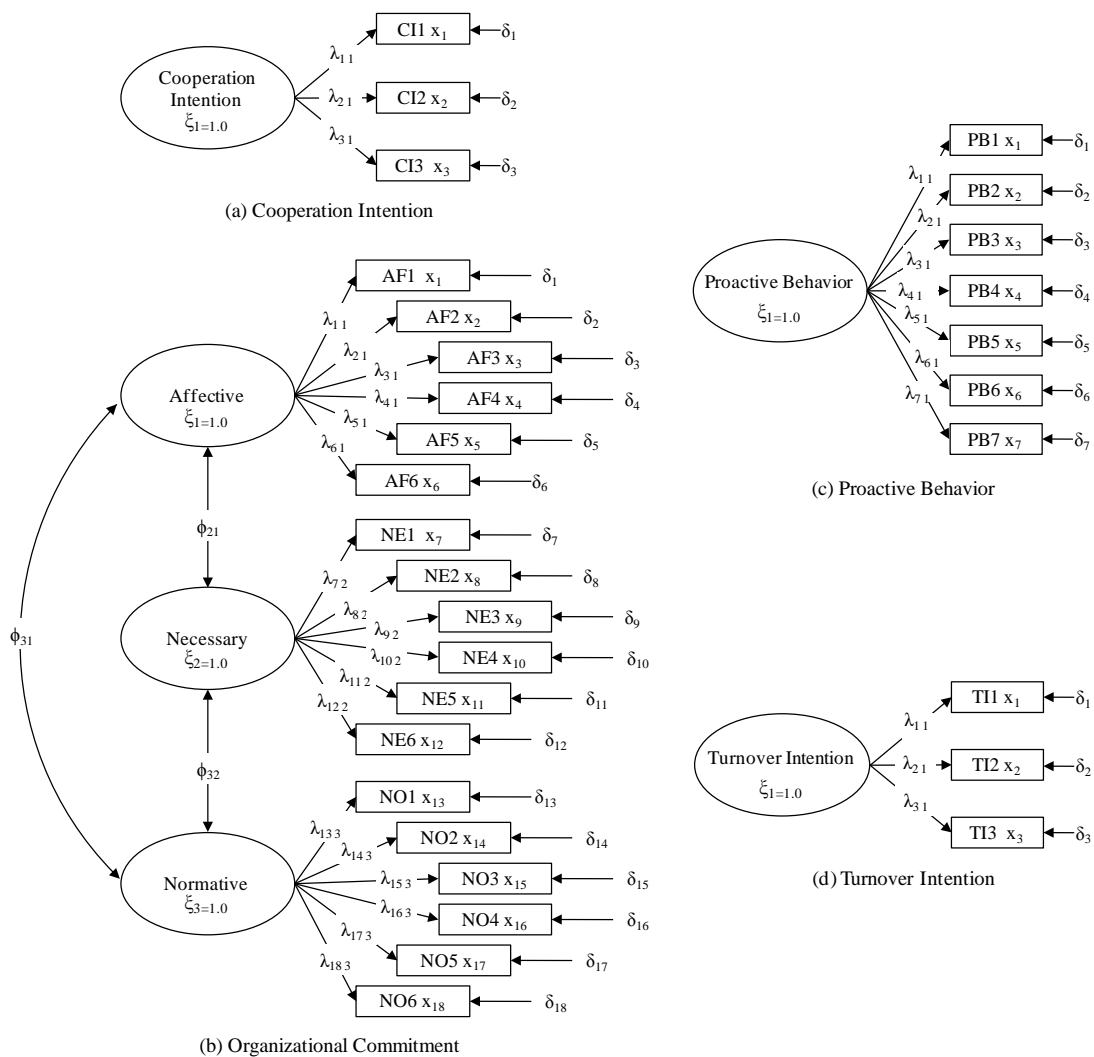 CI1 x₁
δ₁
λ₁₁
Cooperation
Intention
ξ₁₌₁.₀
λ₂₁
CI2 x₂
δ₂
λ₃₁
CI3 x₃
δ₃
(a) Cooperation Intention
AF1 x₁
δ₁
λ₁₁
AF2 x₂
δ₂
λ₂₁
AF3 x₃
δ₃
λ₃₁
Affective
ξ₁₌₁.₀
λ₄₁
AF4 x₄
δ₄
λ₅₁
AF5 x₅
δ₅
λ₆₁
AF6 x₆
δ₆
ϕ₂₁
NE1 x₇
δ₇
λ₇₂
NE2 x₈
δ₈
λ₈₂
NE3 x₉
δ₉
λ₉₂
ϕ₃₁
Necessary
ξ₂₌₁.₀
λ₁₀₂
NE4 x₁₀
δ₁₀
λ₁₁₂
NE5 x₁₁
δ₁₁
λ₁₂₂
NE6 x₁₂
δ₁₂
ϕ₃₂
NO1 x₁₃
δ₁₃
λ₁₃₃
NO2 x₁₄
δ₁₄
λ₁₄₃
NO3 x₁₅
δ₁₅
λ₁₅₃
Normative
ξ₃₌₁.₀
λ₁₆₃
NO4 x₁₆
δ₁₆
λ₁₇₃
NO5 x₁₇
δ₁₇
λ₁₈₃
NO6 x₁₈
δ₁₈
(b) Organizational Commitment
PB1 x₁
δ₁
λ₁₁
PB2 x₂
δ₂
λ₂₁
PB3 x₃
δ₃
λ₃₁
Proactive Behavior
ξ₁₌₁.₀
λ₄₁
PB4 x₄
δ₄
λ₅₁
PB5 x₅
δ₅
λ₆₁
PB6 x₆
δ₆
λ₇₁
PB7 x₇
δ₇
(c) Proactive Behavior
TI1 x₁
δ₁
λ₁₁
Turnover Intention
ξ₁₌₁.₀
λ₂₁
TI2 x₂
δ₂
λ₃₁
TI3 x₃
δ₃
(d) Turnover Intention